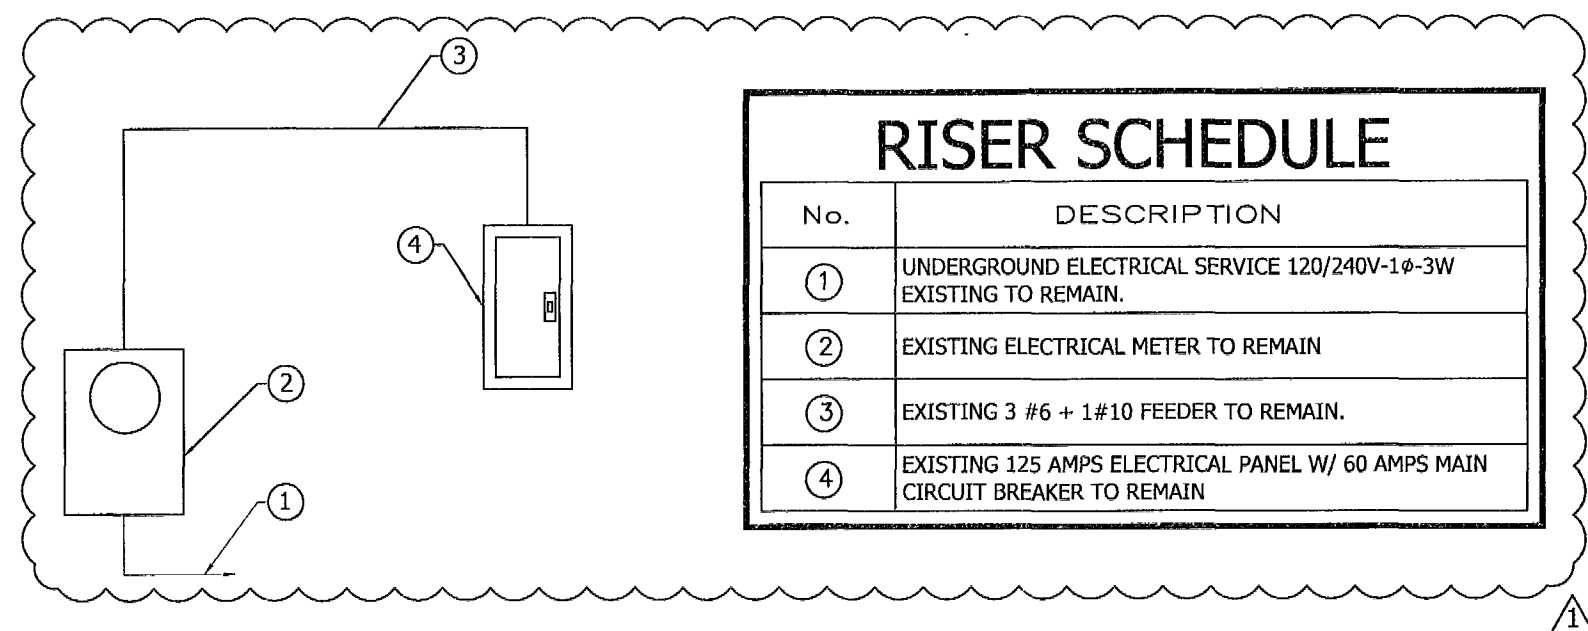 3
4
2
1
RISER SCHEDULE
No. DESCRIPTION
1 UNDERGROUND ELECTRICAL SERVICE 120/240V-1ø-3W
EXISTING TO REMAIN.
2 EXISTING ELECTRICAL METER TO REMAIN
3 EXISTING 3 #6 + 1#10 FEEDER TO REMAIN.
4 EXISTING 125 AMPS ELECTRICAL PANEL W/ 60 AMPS MAIN
CIRCUIT BREAKER TO REMAIN
1